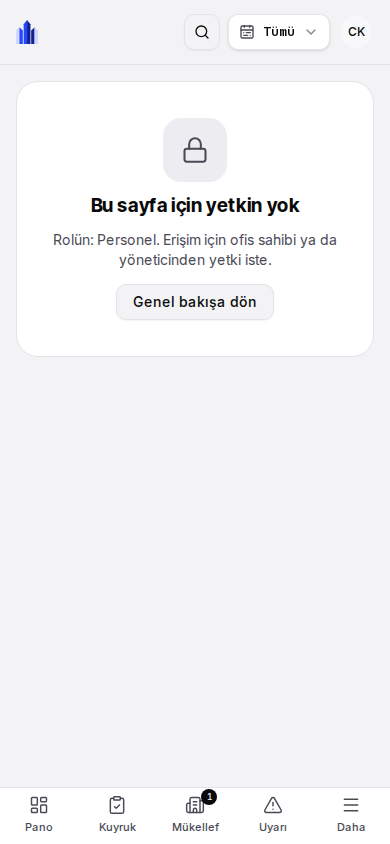 Tümü
CK
Bu sayfa için yetkin yok
Rolün: Personel. Erişim için ofis sahibi ya da
yöneticinden yetki iste.
Genel bakışa dön
1
Pano
Kuyruk
Mükellef
Uyarı
Daha